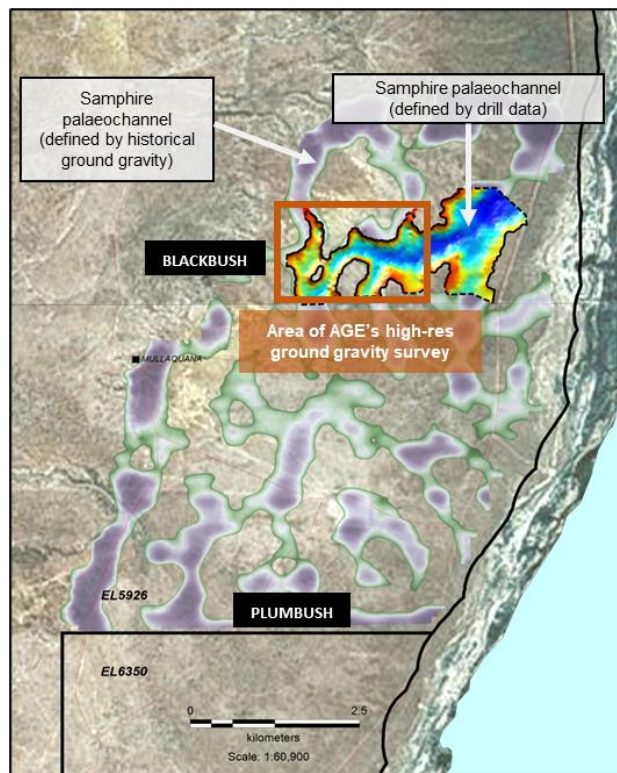 Samphire
palaeochannel
(defined by historical
ground gravity)
Samphire palaeochannel
(defined by drill data)
BLACKBUSH
Area of AGE's high-res
ground gravity survey
MULLAQUANA
EL5926
PLUMBUSH
EL6350
0 2.5
kilometers
Scale: 1:60,900